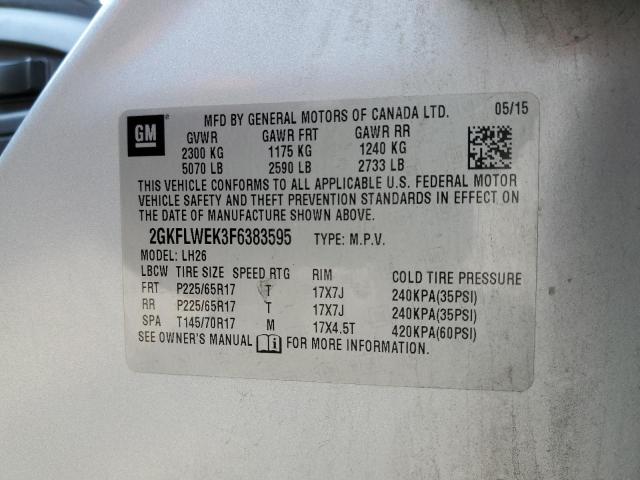 GM
MFD BY GENERAL MOTORS OF CANADA LTD. 05/15
GVWR GAWR FRT GAWR RR
2300 KG 1175 KG 1240 KG
5070 LB 2590 LB 2733 LB
THIS VEHICLE CONFORMS TO ALL APPLICABLE U.S. FEDERAL MOTOR
VEHICLE SAFETY AND THEFT PREVENTION STANDARDS IN EFFECT ON
THE DATE OF MANUFACTURE SHOWN ABOVE.
2GKFLWEK3F6383595 TYPE: M.P.V.
MODEL: LH26
LBCW TIRE SIZE SPEED RTG RIM COLD TIRE PRESSURE
FRT P225/65R17 T 17X7J 240KPA(35PSI)
RR P225/65R17 T 17X7J 240KPA(35PSI)
SPA T145/70R17 M 17X4.5T 420KPA(60PSI)
SEE OWNER'S MANUAL FOR MORE INFORMATION.